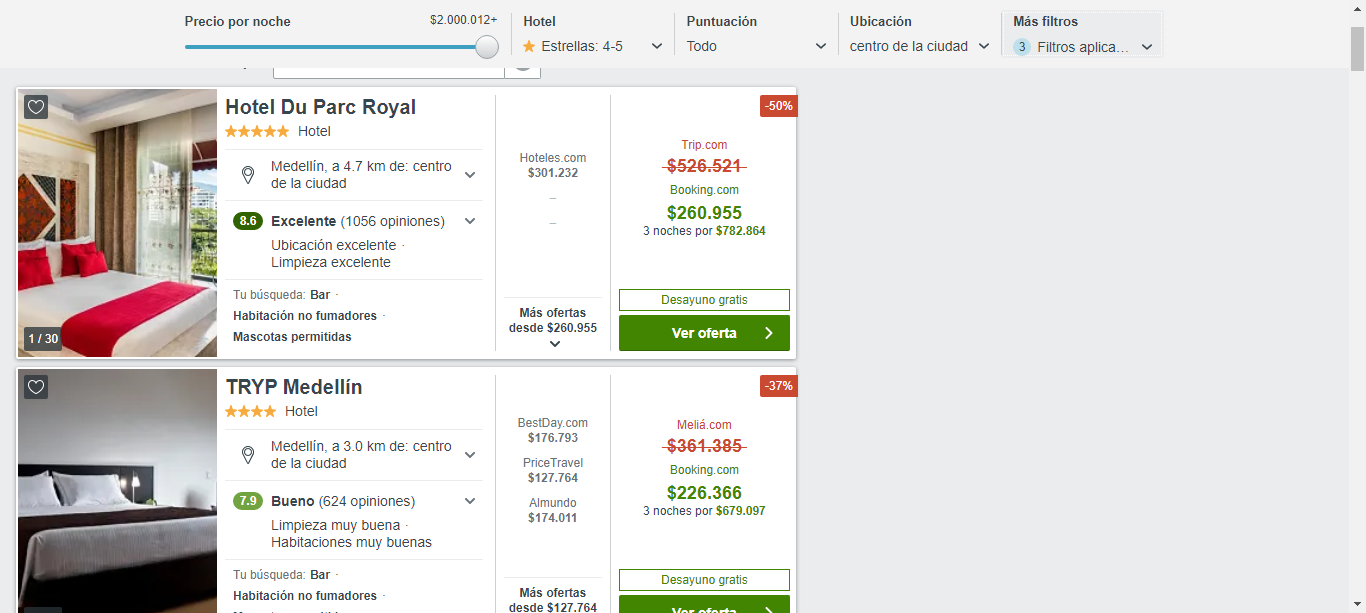 Precio por noche
$2.000.012+
Hotel
Estrellas: 4-5
Puntuación
Todo
Ubicación
centro de la ciudad
Más filtros
3 Filtros aplica...
Hotel Du Parc Royal
Hotel
Medellín, a 4.7 km de: centro
de la ciudad
8.6 Excelente (1056 opiniones)
Ubicación excelente ·
Limpieza excelente
Tu búsqueda: Bar ·
Habitación no fumadores ·
Mascotas permitidas
1 / 30
Hoteles.com
$301.232
–
–
Más ofertas
desde $260.955
-50%
Trip.com
$526.521
Booking.com
$260.955
3 noches por $782.864
Desayuno gratis
Ver oferta
TRYP Medellín
Hotel
Medellín, a 3.0 km de: centro
de la ciudad
7.9 Bueno (624 opiniones)
Limpieza muy buena ·
Habitaciones muy buenas
Tu búsqueda: Bar ·
Habitación no fumadores ·
BestDay.com
$176.793
PriceTravel
$127.764
Almundo
$174.011
Más ofertas
desde $127.764
-37%
Meliá.com
$361.385
Booking.com
$226.366
3 noches por $679.097
Desayuno gratis
Ver oferta